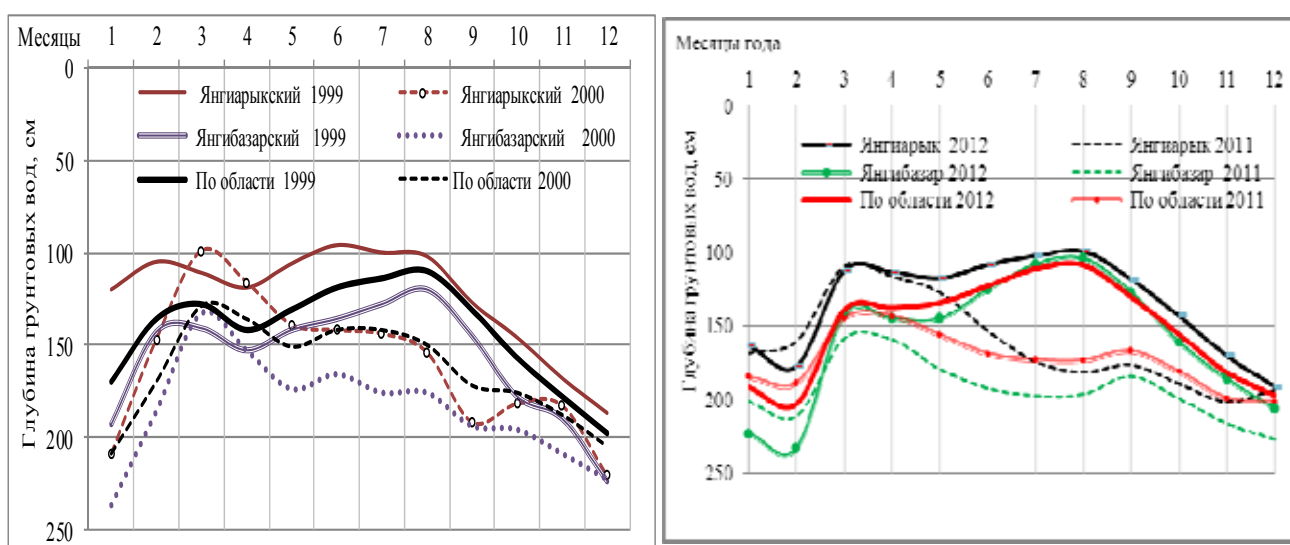 Месяцы 1 2 3 4 5 6 7 8 9 10 11 12
0
50
100
150
200
250
Глубина грунтовых вод, см
Янгиарыкский 1999
Янгиарыкский 2000
Янгибазарский 1999
Янгибазарский 2000
По области 1999
По области 2000
Месяцы года
1 2 3 4 5 6 7 8 9 10 11 12
0
50
100
150
200
250
Глубина грунтовых вод, см
Янгиарык 2012
Янгиарык 2011
Янгибазар 2012
Янгибазар 2011
По области 2012
По области 2011